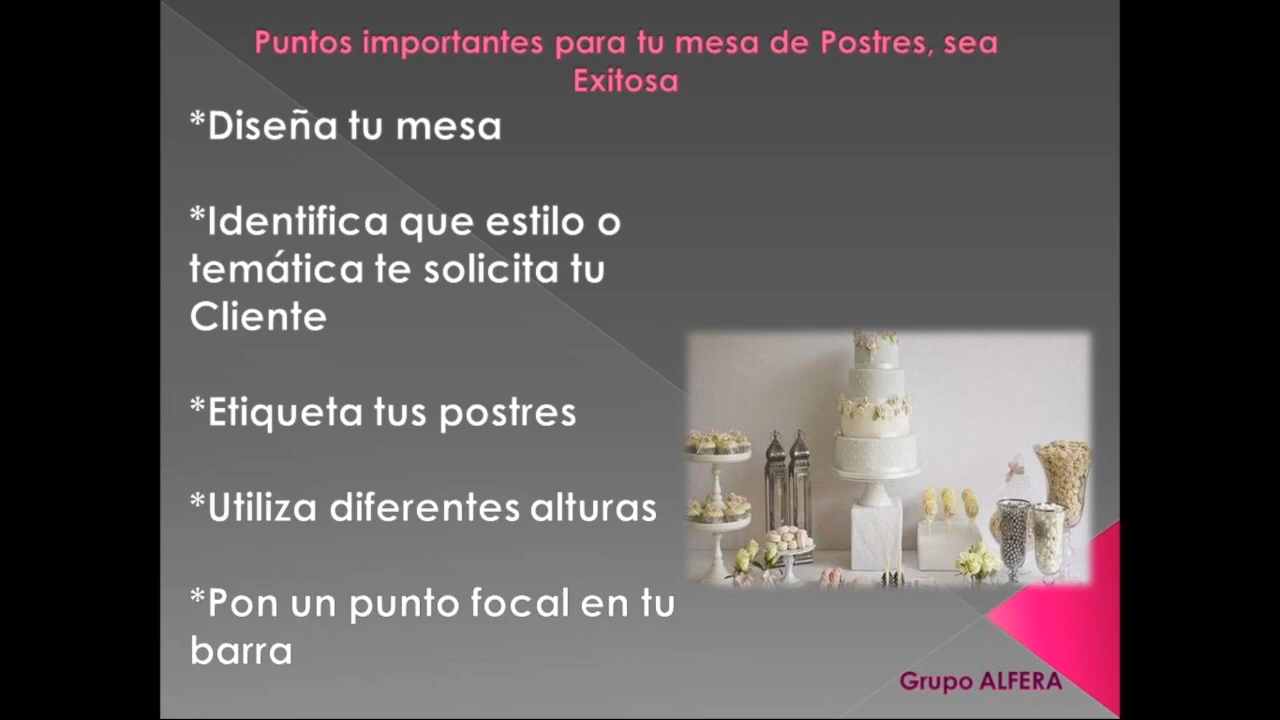 Puntos importantes para tu mesa de Postres, sea
Exitosa
*Diseña tu mesa
*Identifica que estilo o
temática te solicita tu
Cliente
*Etiqueta tus postres
*Utiliza diferentes alturas
*Pon un punto focal en tu
barra
Grupo ALFERA